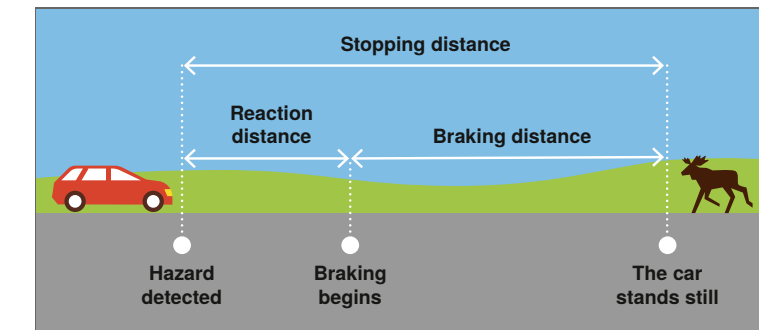 Stopping distance
Reaction
distance
Braking distance
Hazard
detected
Braking
begins
The car
stands still